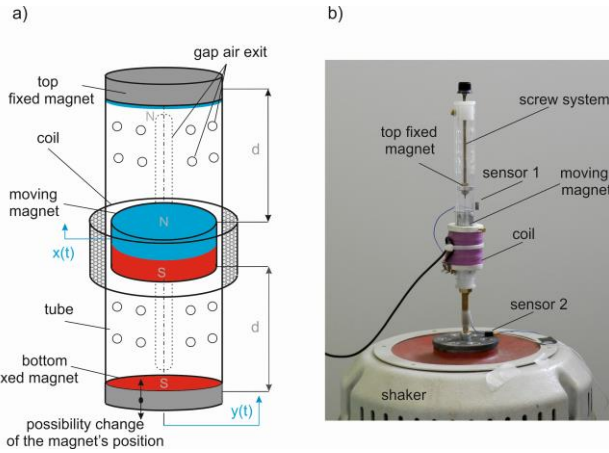 a)
gap air exit
top
fixed magnet
N
coil
d
moving
magnet
N
x(t)
S
d
tube
bottom
xed magnet
S
possibility change
of the magnet's position
y(t)
b)
screw system
top fixed
magnet
sensor 1
moving
magnet
coil
sensor 2
shaker